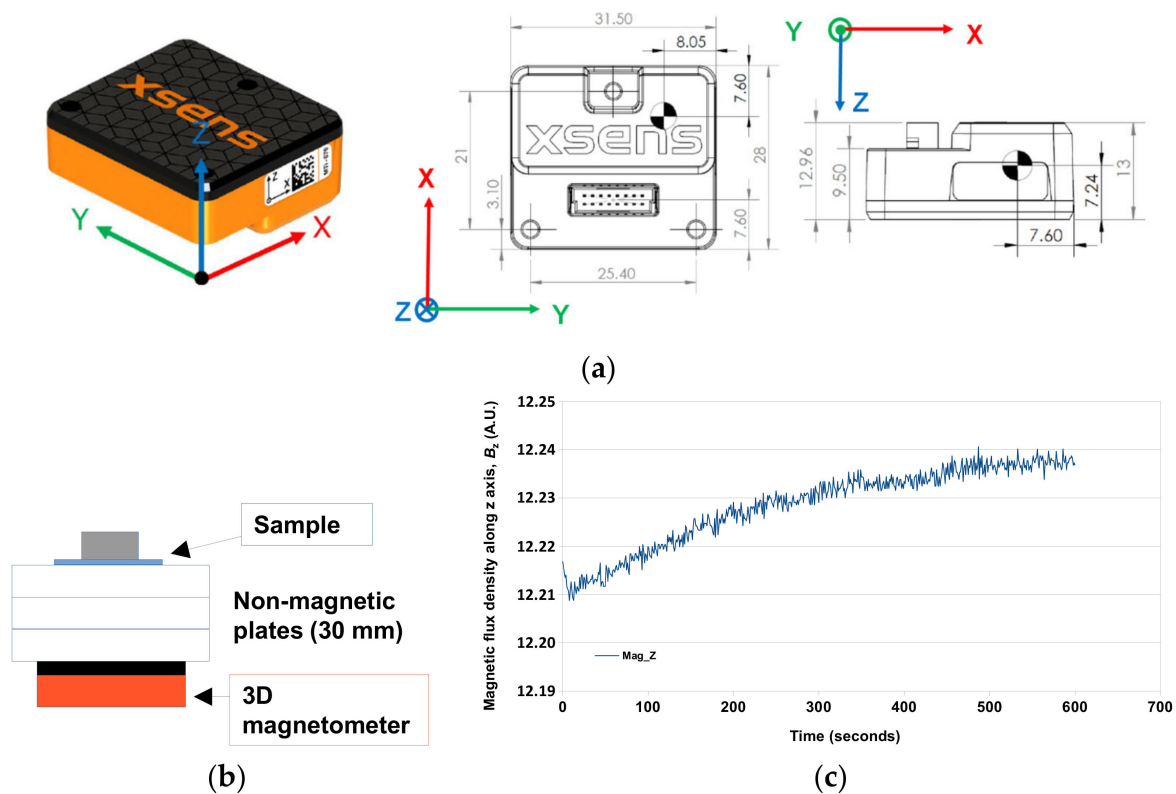 xsens
Z
Y
X
Z
X
31.50
8.05
7.60
21
28
3.10
7.60
25.40
xsens
X
Z
Y
Y
X
Z
12.96
9.50
13
7.24
7.60
(a)
Sample
Non-magnetic
plates (30 mm)
3D
magnetometer
(b)
Magnetic flux density along z axis, Bz (A.U.)
12.25
12.24
12.23
12.22
12.21
12.20
12.19
Mag_Z
0
100
200
300
400
500
600
700
Time (seconds)
(c)